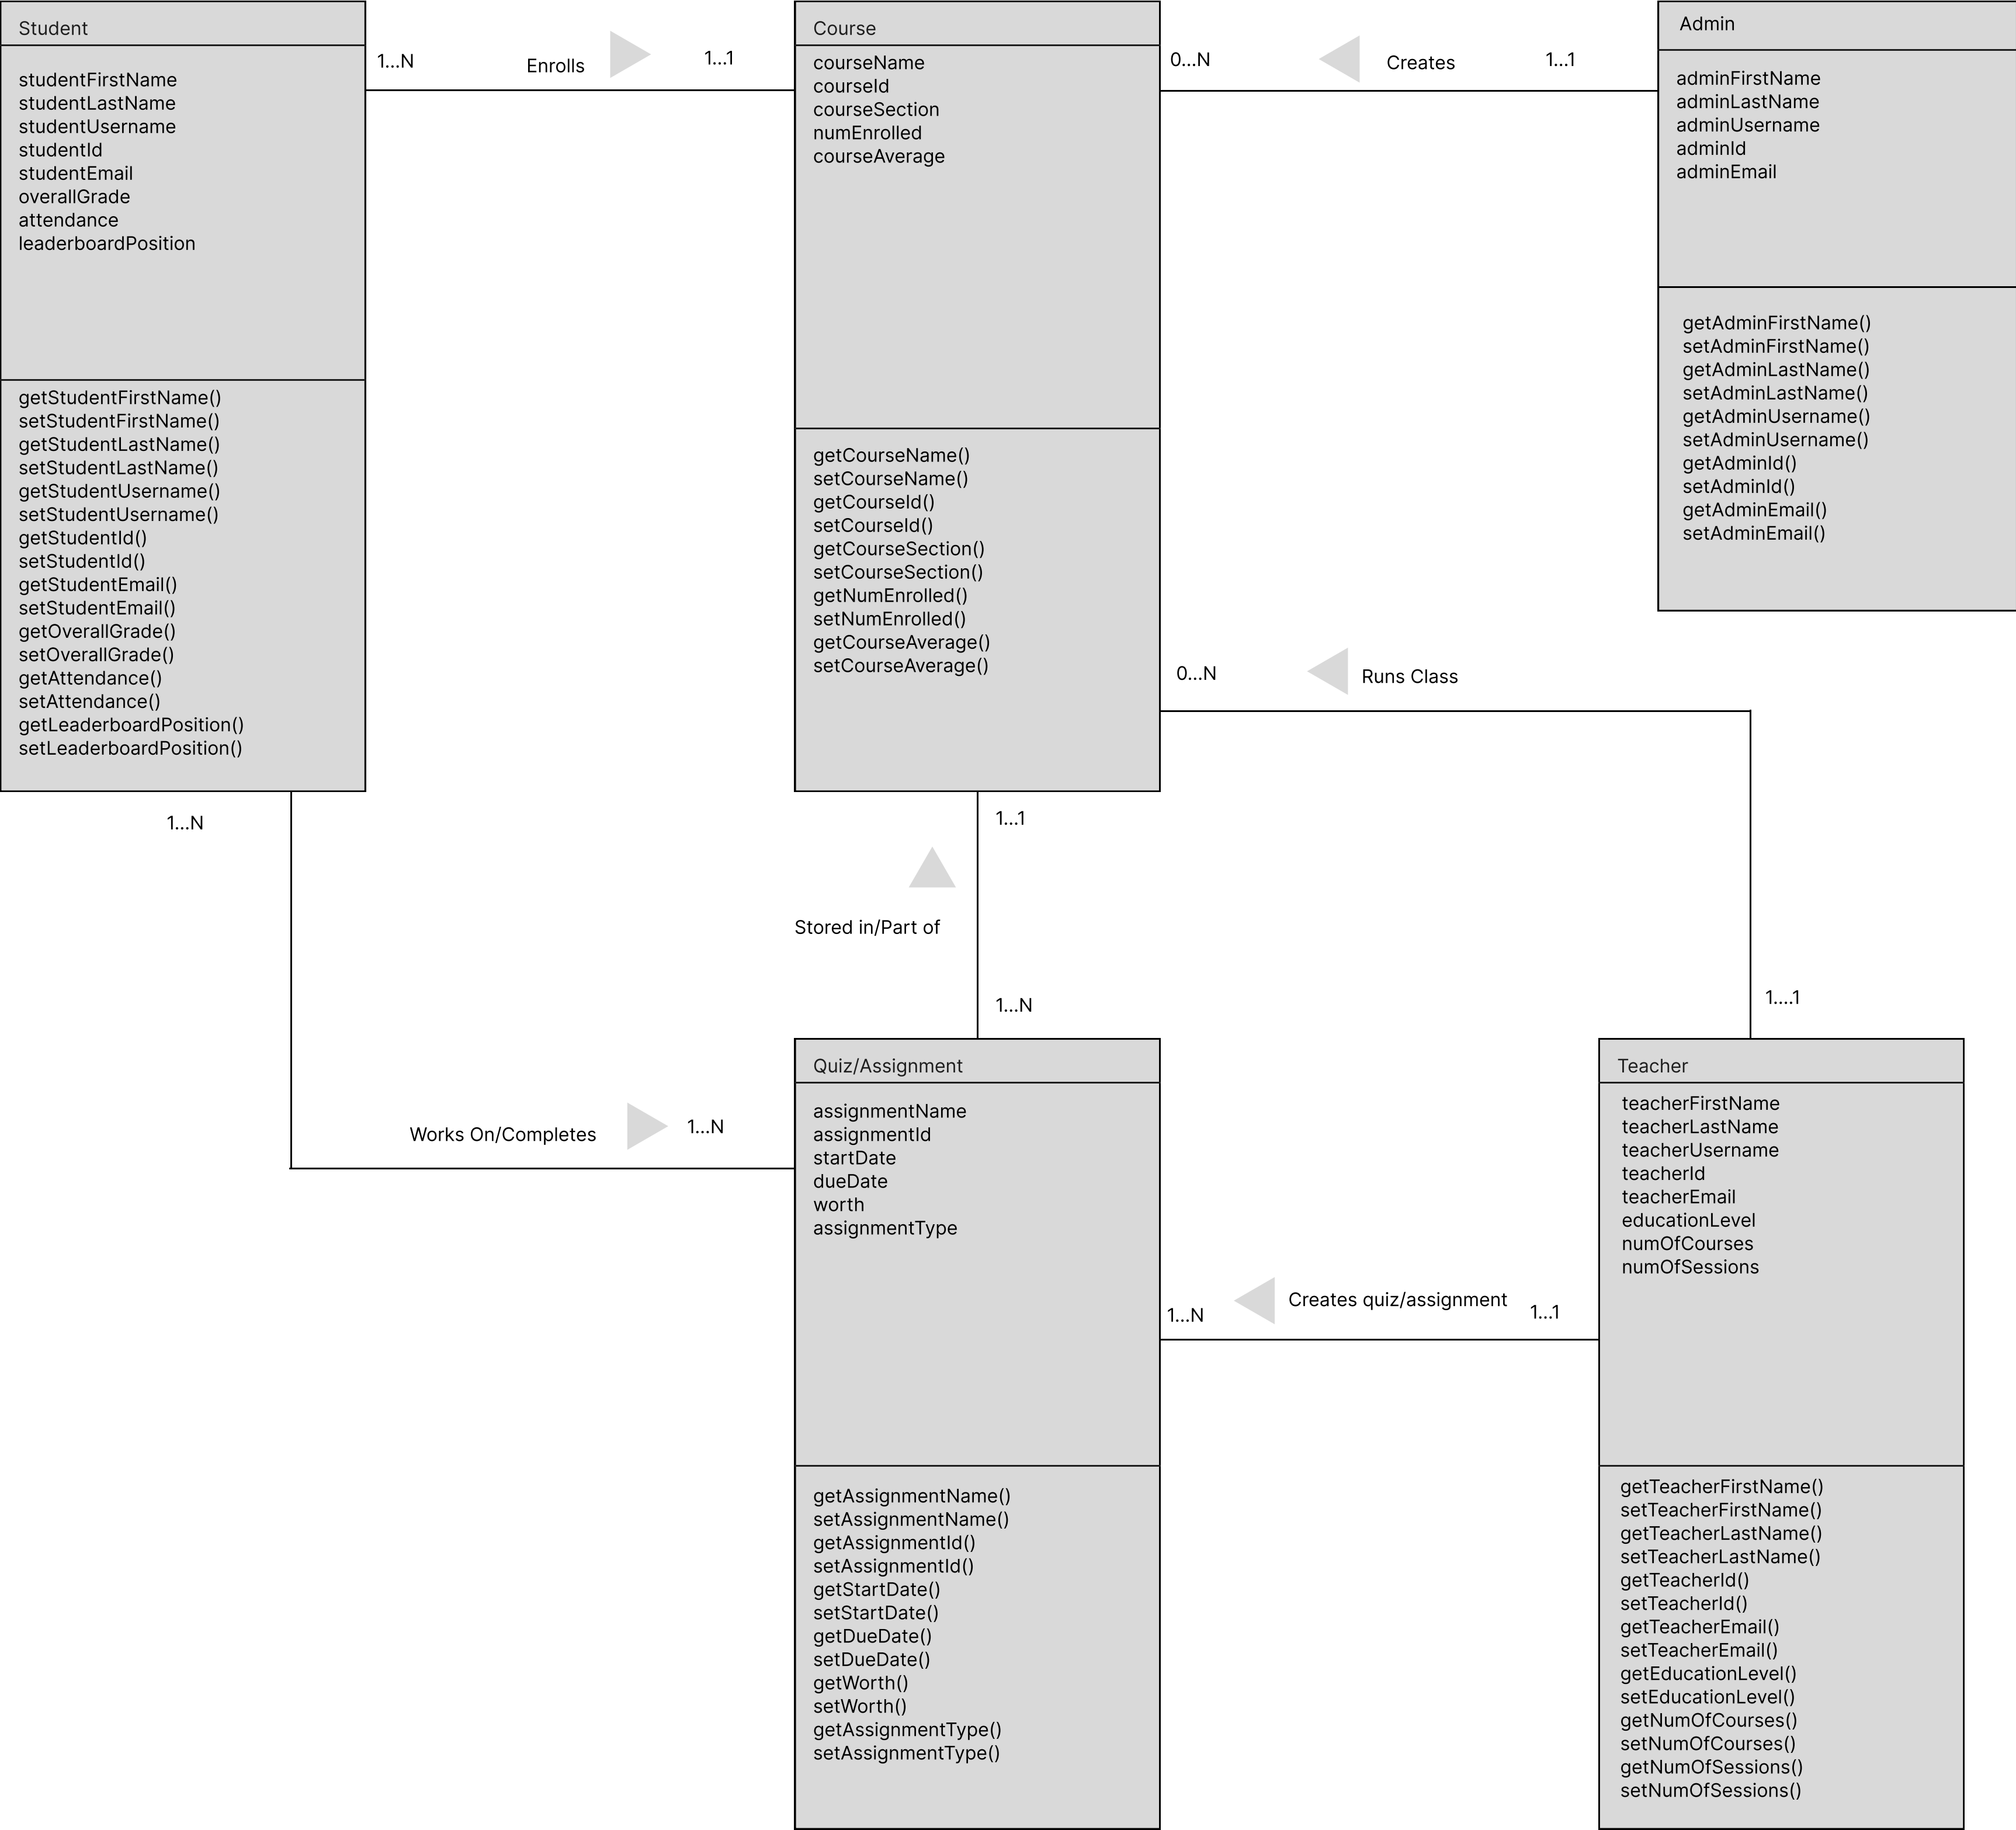 Student
studentFirstName
studentLastName
studentUsername
studentId
studentEmail
overallGrade
attendance
leaderboardPosition
getStudentFirstName()
setStudentFirstName()
getStudentLastName()
setStudentLastName()
getStudentUsername()
setStudentUsername()
getStudentId()
setStudentId()
getStudentEmail()
setStudentEmail()
getOverallGrade()
setOverallGrade()
getAttendance()
setAttendance()
getLeaderboardPosition()
setLeaderboardPosition()
1...N
Enrolls
1...1
Course
courseName
courseId
courseSection
numEnrolled
courseAverage
getCourseName()
setCourseName()
getCourseId()
setCourseId()
getCourseSection()
setCourseSection()
getNumEnrolled()
setNumEnrolled()
getCourseAverage()
setCourseAverage()
0...N
Creates
1...1
Admin
adminFirstName
adminLastName
adminUsername
adminId
adminEmail
getAdminFirstName()
setAdminFirstName()
getAdminLastName()
setAdminLastName()
getAdminUsername()
setAdminUsername()
getAdminId()
setAdminId()
getAdminEmail()
setAdminEmail()
0...N
Runs Class
1....1
1...N
Works On/Completes
1...N
1...1
Stored in/Part of
1...N
Quiz/Assignment
assignmentName
assignmentId
startDate
dueDate
worth
assignmentType
getAssignmentName()
setAssignmentName()
getAssignmentId()
setAssignmentId()
getStartDate()
setStartDate()
getDueDate()
setDueDate()
getWorth()
setWorth()
getAssignmentType()
setAssignmentType()
1...N
Creates quiz/assignment
1...1
Teacher
teacherFirstName
teacherLastName
teacherUsername
teacherId
teacherEmail
educationLevel
numOfCourses
numOfSessions
getTeacherFirstName()
setTeacherFirstName()
getTeacherLastName()
setTeacherLastName()
getTeacherId()
setTeacherId()
getTeacherEmail()
setTeacherEmail()
getEducationLevel()
setEducationLevel()
getNumOfCourses()
setNumOfCourses()
getNumOfSessions()
setNumOfSessions()